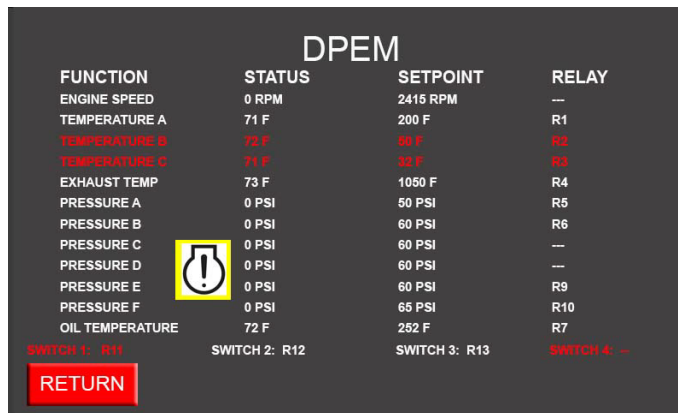 DPEM
FUNCTION STATUS SETPOINT RELAY
ENGINE SPEED 0 RPM 2415 RPM ---
TEMPERATURE A 71 F 200 F R1
TEMPERATURE B 72 F 50 F R2
TEMPERATURE C 71 F 32 F R3
EXHAUST TEMP 73 F 1050 F R4
PRESSURE A 0 PSI 50 PSI R5
PRESSURE B 0 PSI 60 PSI R6
PRESSURE C 0 PSI 60 PSI ---
PRESSURE D 0 PSI 60 PSI ---
PRESSURE E 0 PSI 60 PSI R9
PRESSURE F 0 PSI 65 PSI R10
OIL TEMPERATURE 72 F 252 F R7
SWITCH 1: R11 SWITCH 2: R12 SWITCH 3: R13 SWITCH 4: --
RETURN